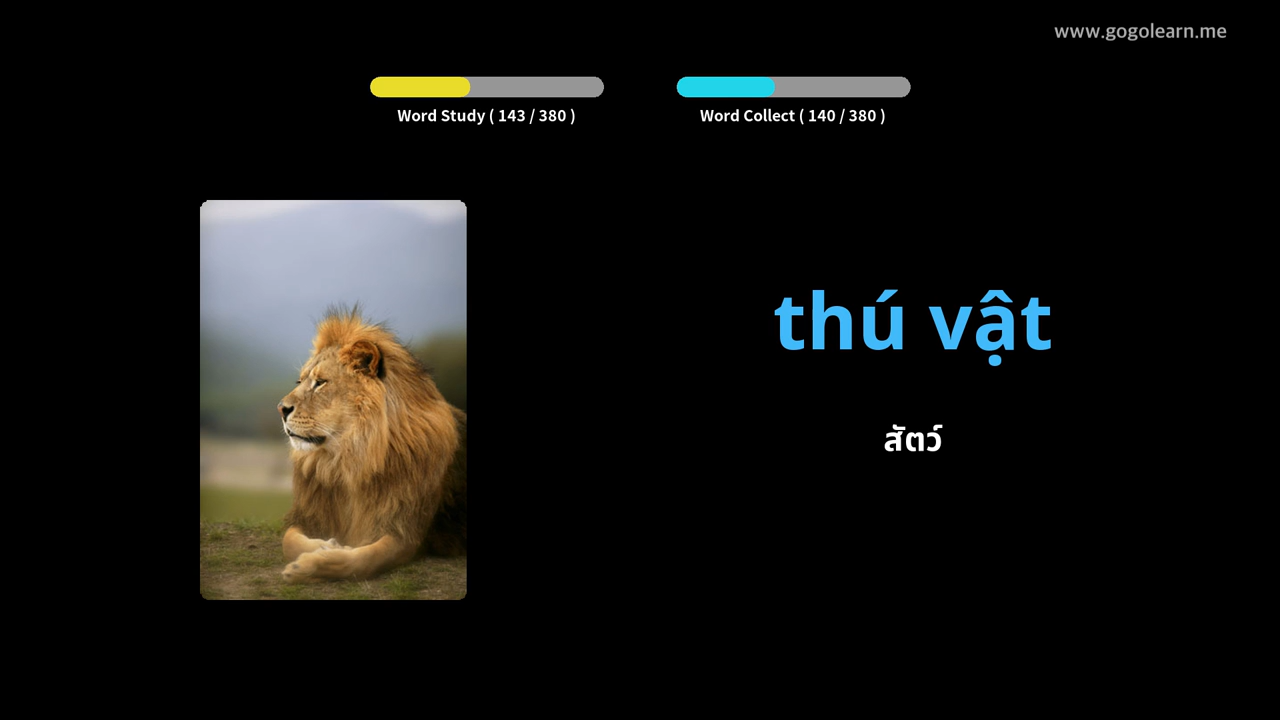 www.gogolearn.me
Word Study ( 143 / 380 )
Word Collect ( 140 / 380 )
thú vật
สัตว์